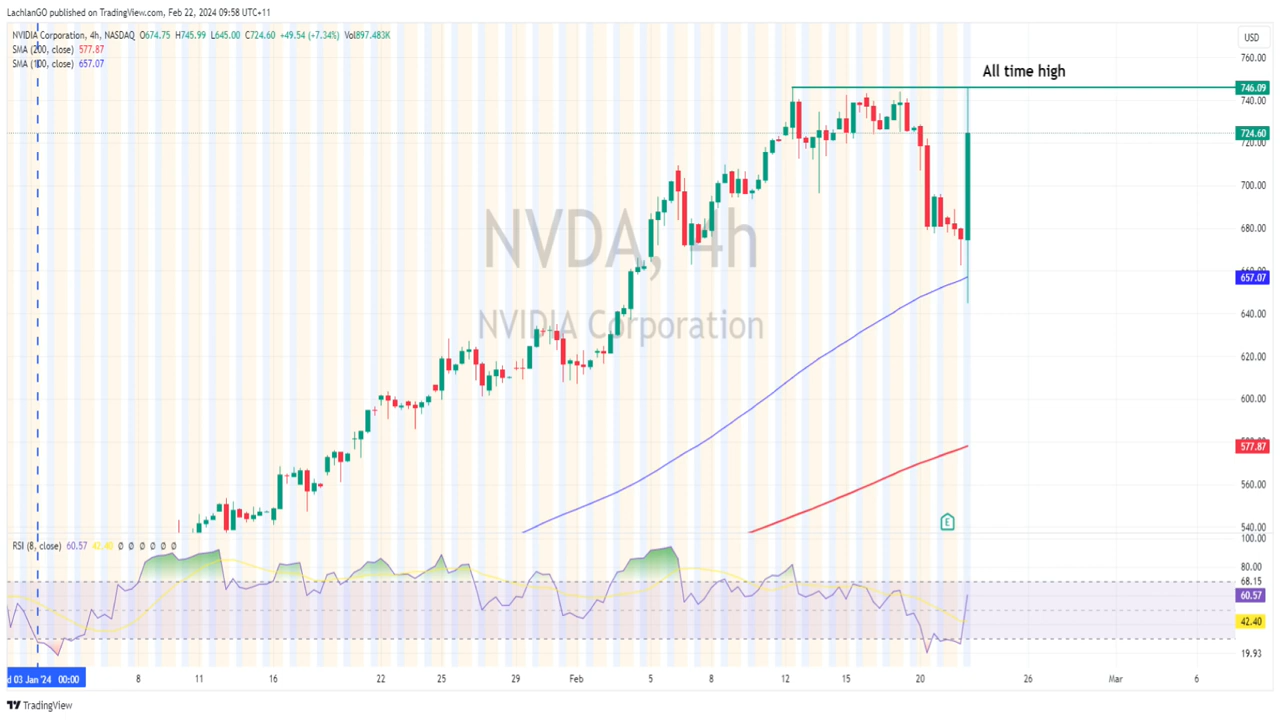 LachlanGO published on TradingView.com, Feb 22, 2024 09:58 UTC+11
NVIDIA Corporation, 4h, NASDAQ O674.75 H745.99 L645.00 C724.60 +49.54 (+7.34%) Vol897.483K
USD
SMA (200, close) 577.87
SMA (100, close) 657.07
760.00
All time high
746.09
740.00
724.60
720.00
700.00
680.00
NVDA, 4h
660.00
657.07
640.00
NVIDIA Corporation
620.00
600.00
577.87
560.00
E
540.00
RSI (8, close) 60.57 42.40 Ø Ø Ø Ø Ø Ø
100.00
80.00
68.15
60.57
42.40
19.93
d 03 Jan '24 00:00 8 11 16 22 25 29 Feb 5 8 12 15 20 26 Mar 6
TradingView